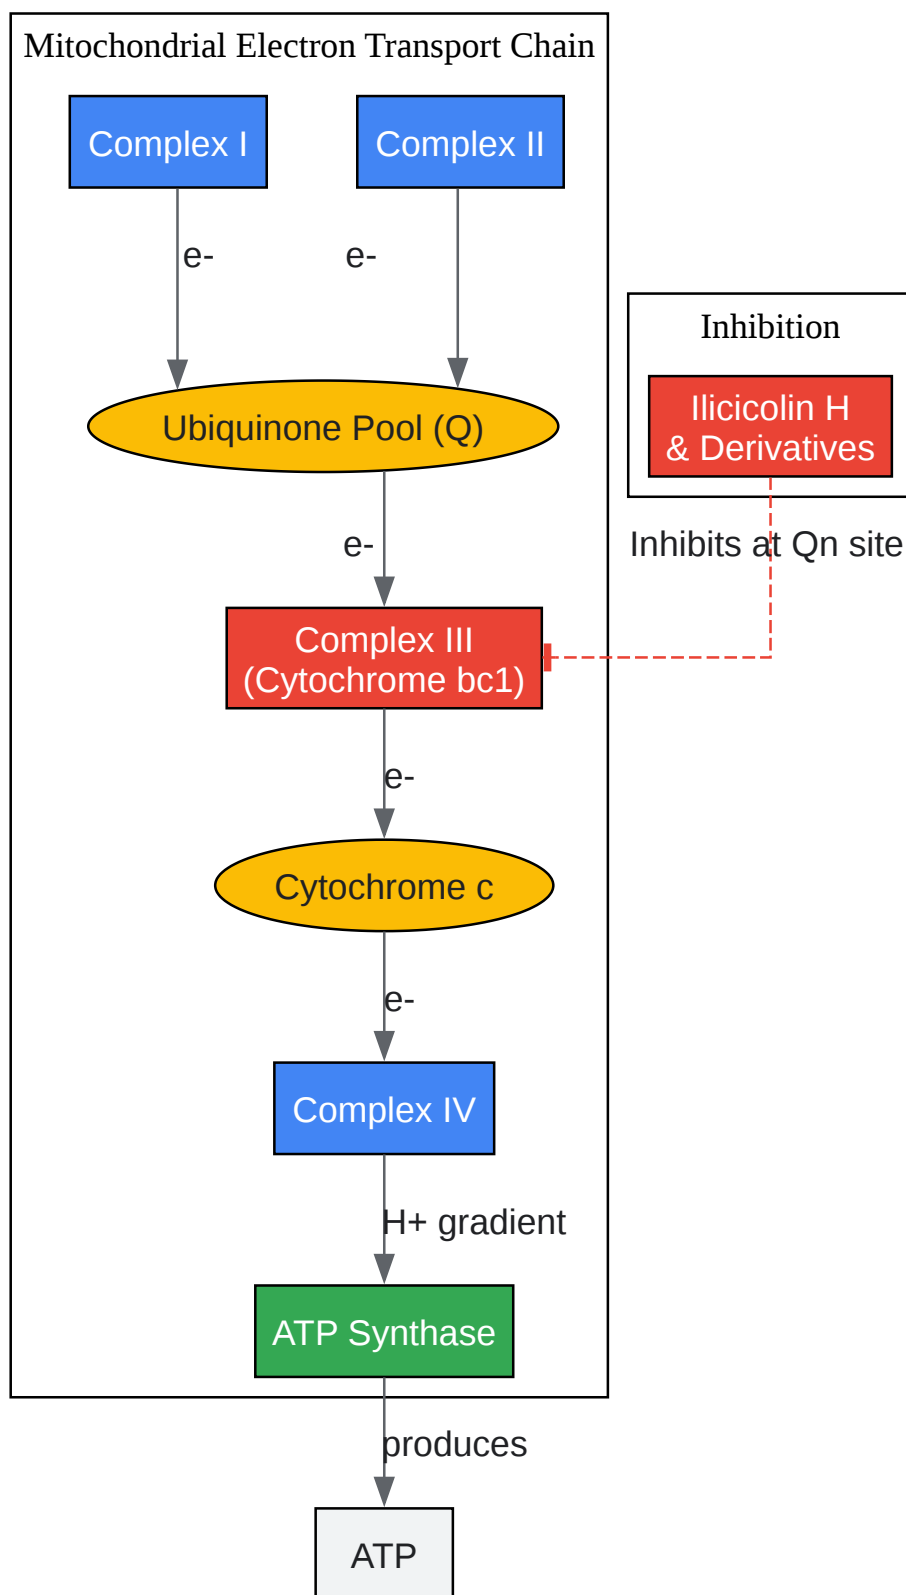 Mitochondrial Electron Transport Chain
Complex I
Complex II
e-
e-
Inhibition
Ilicicolin H
& Derivatives
Ubiquinone Pool (Q)
e-
Inhibits at Qn site
Complex III
(Cytochrome bc1)
e-
Cytochrome c
e-
Complex IV
H+ gradient
ATP Synthase
produces
ATP